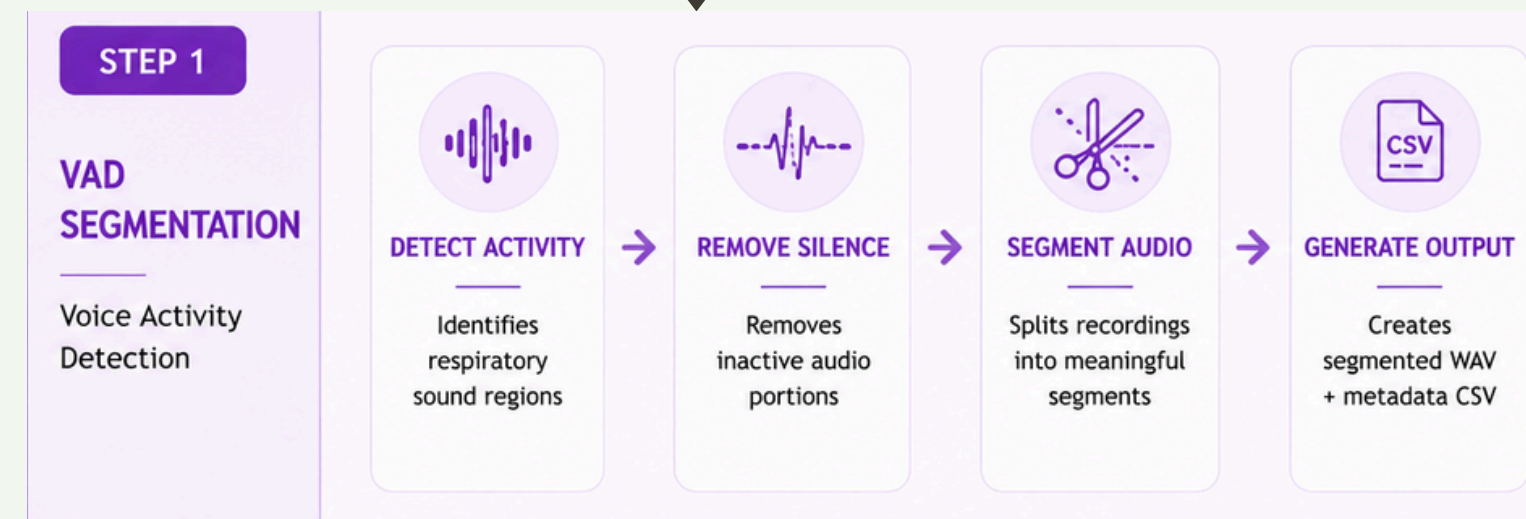 STEP 1
VAD
SEGMENTATION
Voice Activity
Detection
DETECT ACTIVITY
Identifies
respiratory
sound regions
REMOVE SILENCE
Removes
inactive audio
portions
SEGMENT AUDIO
Splits recordings
into meaningful
segments
CSV
GENERATE OUTPUT
Creates
segmented WAV
+ metadata CSV